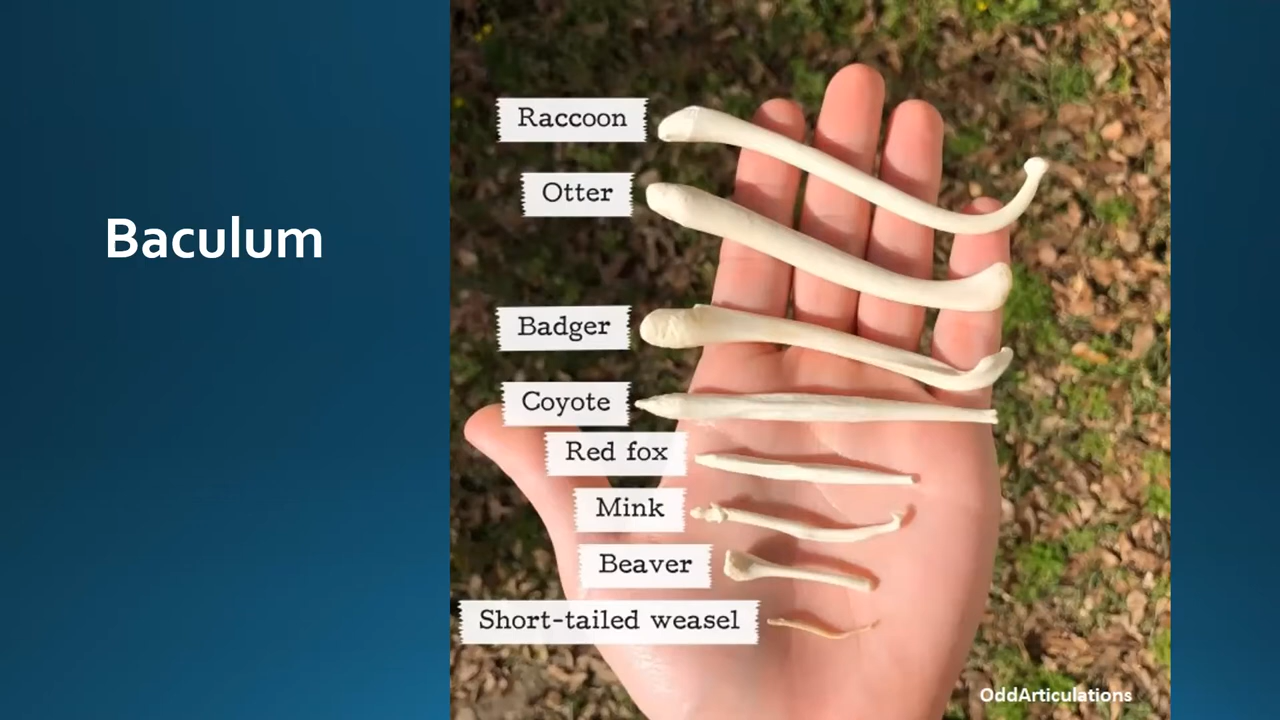 Baculum
Raccoon
Otter
Badger
Coyote
Red fox
Mink
Beaver
Short-tailed weasel
OddArticulations